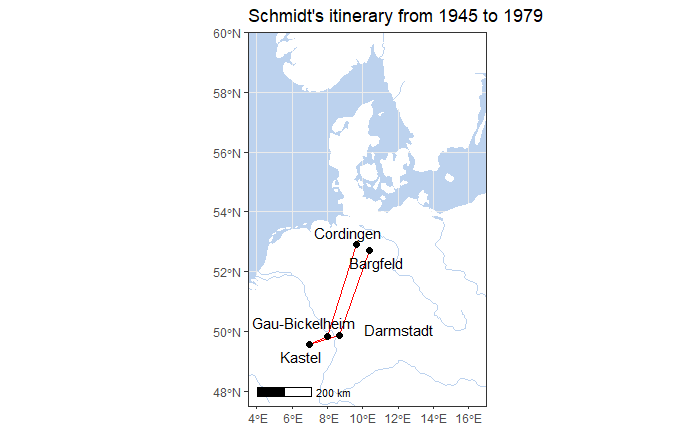 Schmidt's itinerary from 1945 to 1979
60°N
58°N
56°N
54°N
Cordingen
52°N
Bargfeld
Gau-Bickelheim
50°N
Darmstadt
Kastel
48°N
200 km
4°E 6°E 8°E 10°E 12°E 14°E 16°E